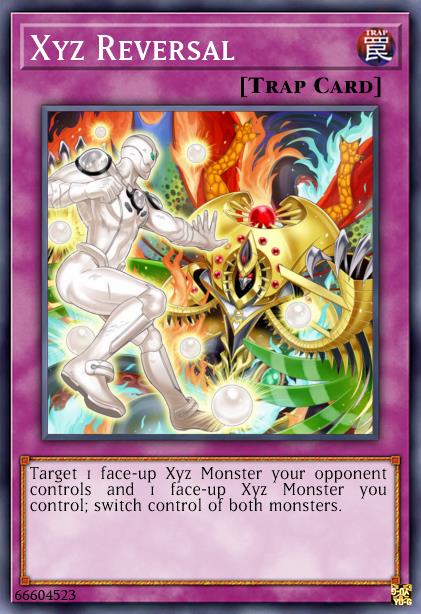 Xyz Reversal
TRAP
罠
[Trap Card]
Target 1 face-up Xyz Monster your opponent
controls and 1 face-up Xyz Monster you
control; switch control of both monsters.
66604523